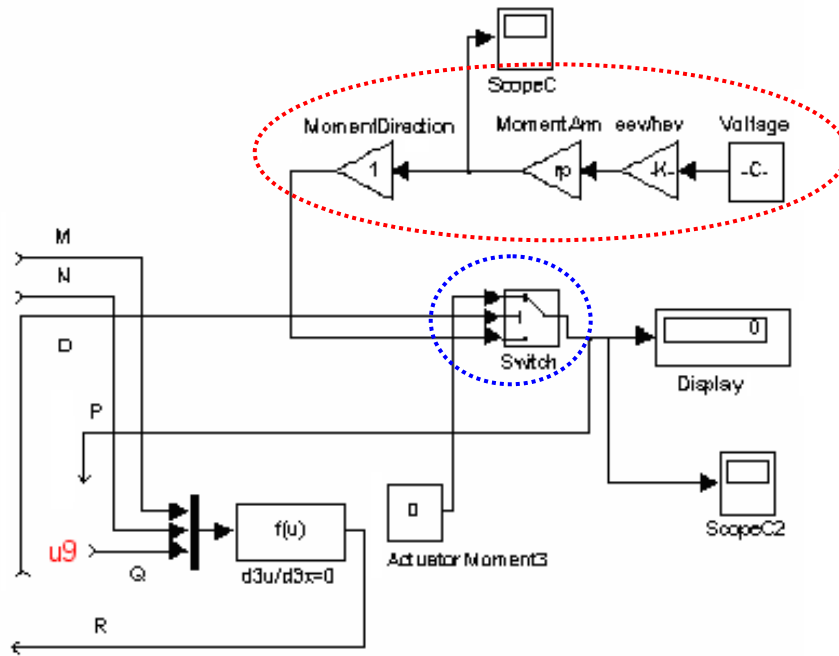 ScopeC
MomentDirection
MomentArm
eev/hev
Voltage
1
rp
-K-
-C-
M
N
D
Switch
0
Display
P
0
f(u)
u9
ScopeC2
Actuator Moment3
Q
d3u/d3x=0
R